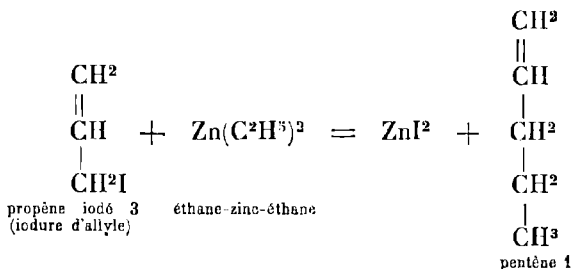 CH²
CH² CH
CH + Zn(C²H⁵)² = ZnI² + CH²
CH²I CH²
propène iodé 3 éthane-zinc-éthane
(iodure d'allyle)
CH³
pentène 1